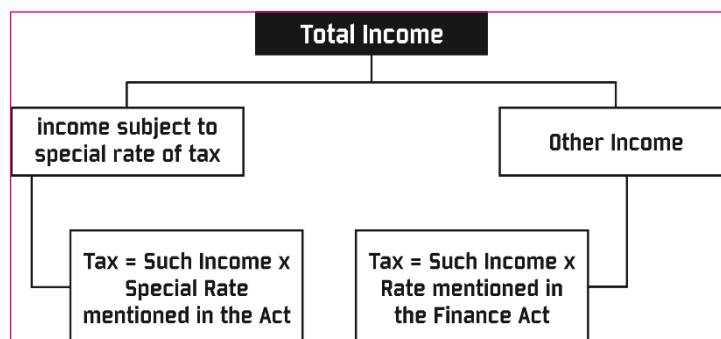 Total Income
income subject to
special rate of tax
Other Income
Tax = Such Income x
Special Rate
mentioned in the Act
Tax = Such Income x
Rate mentioned in
the Finance Act